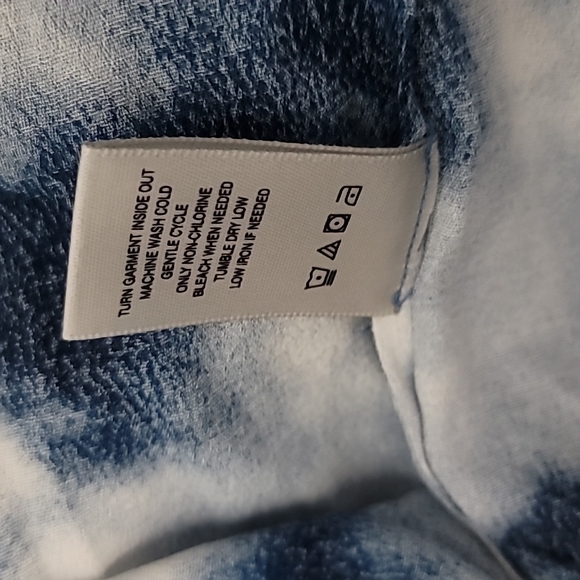 TURN GARMENT INSIDE OUT
MACHINE WASH COLD
GENTLE CYCLE
ONLY NON-CHLORINE
BLEACH WHEN NEEDED
TUMBLE DRY LOW
LOW IRON IF NEEDED